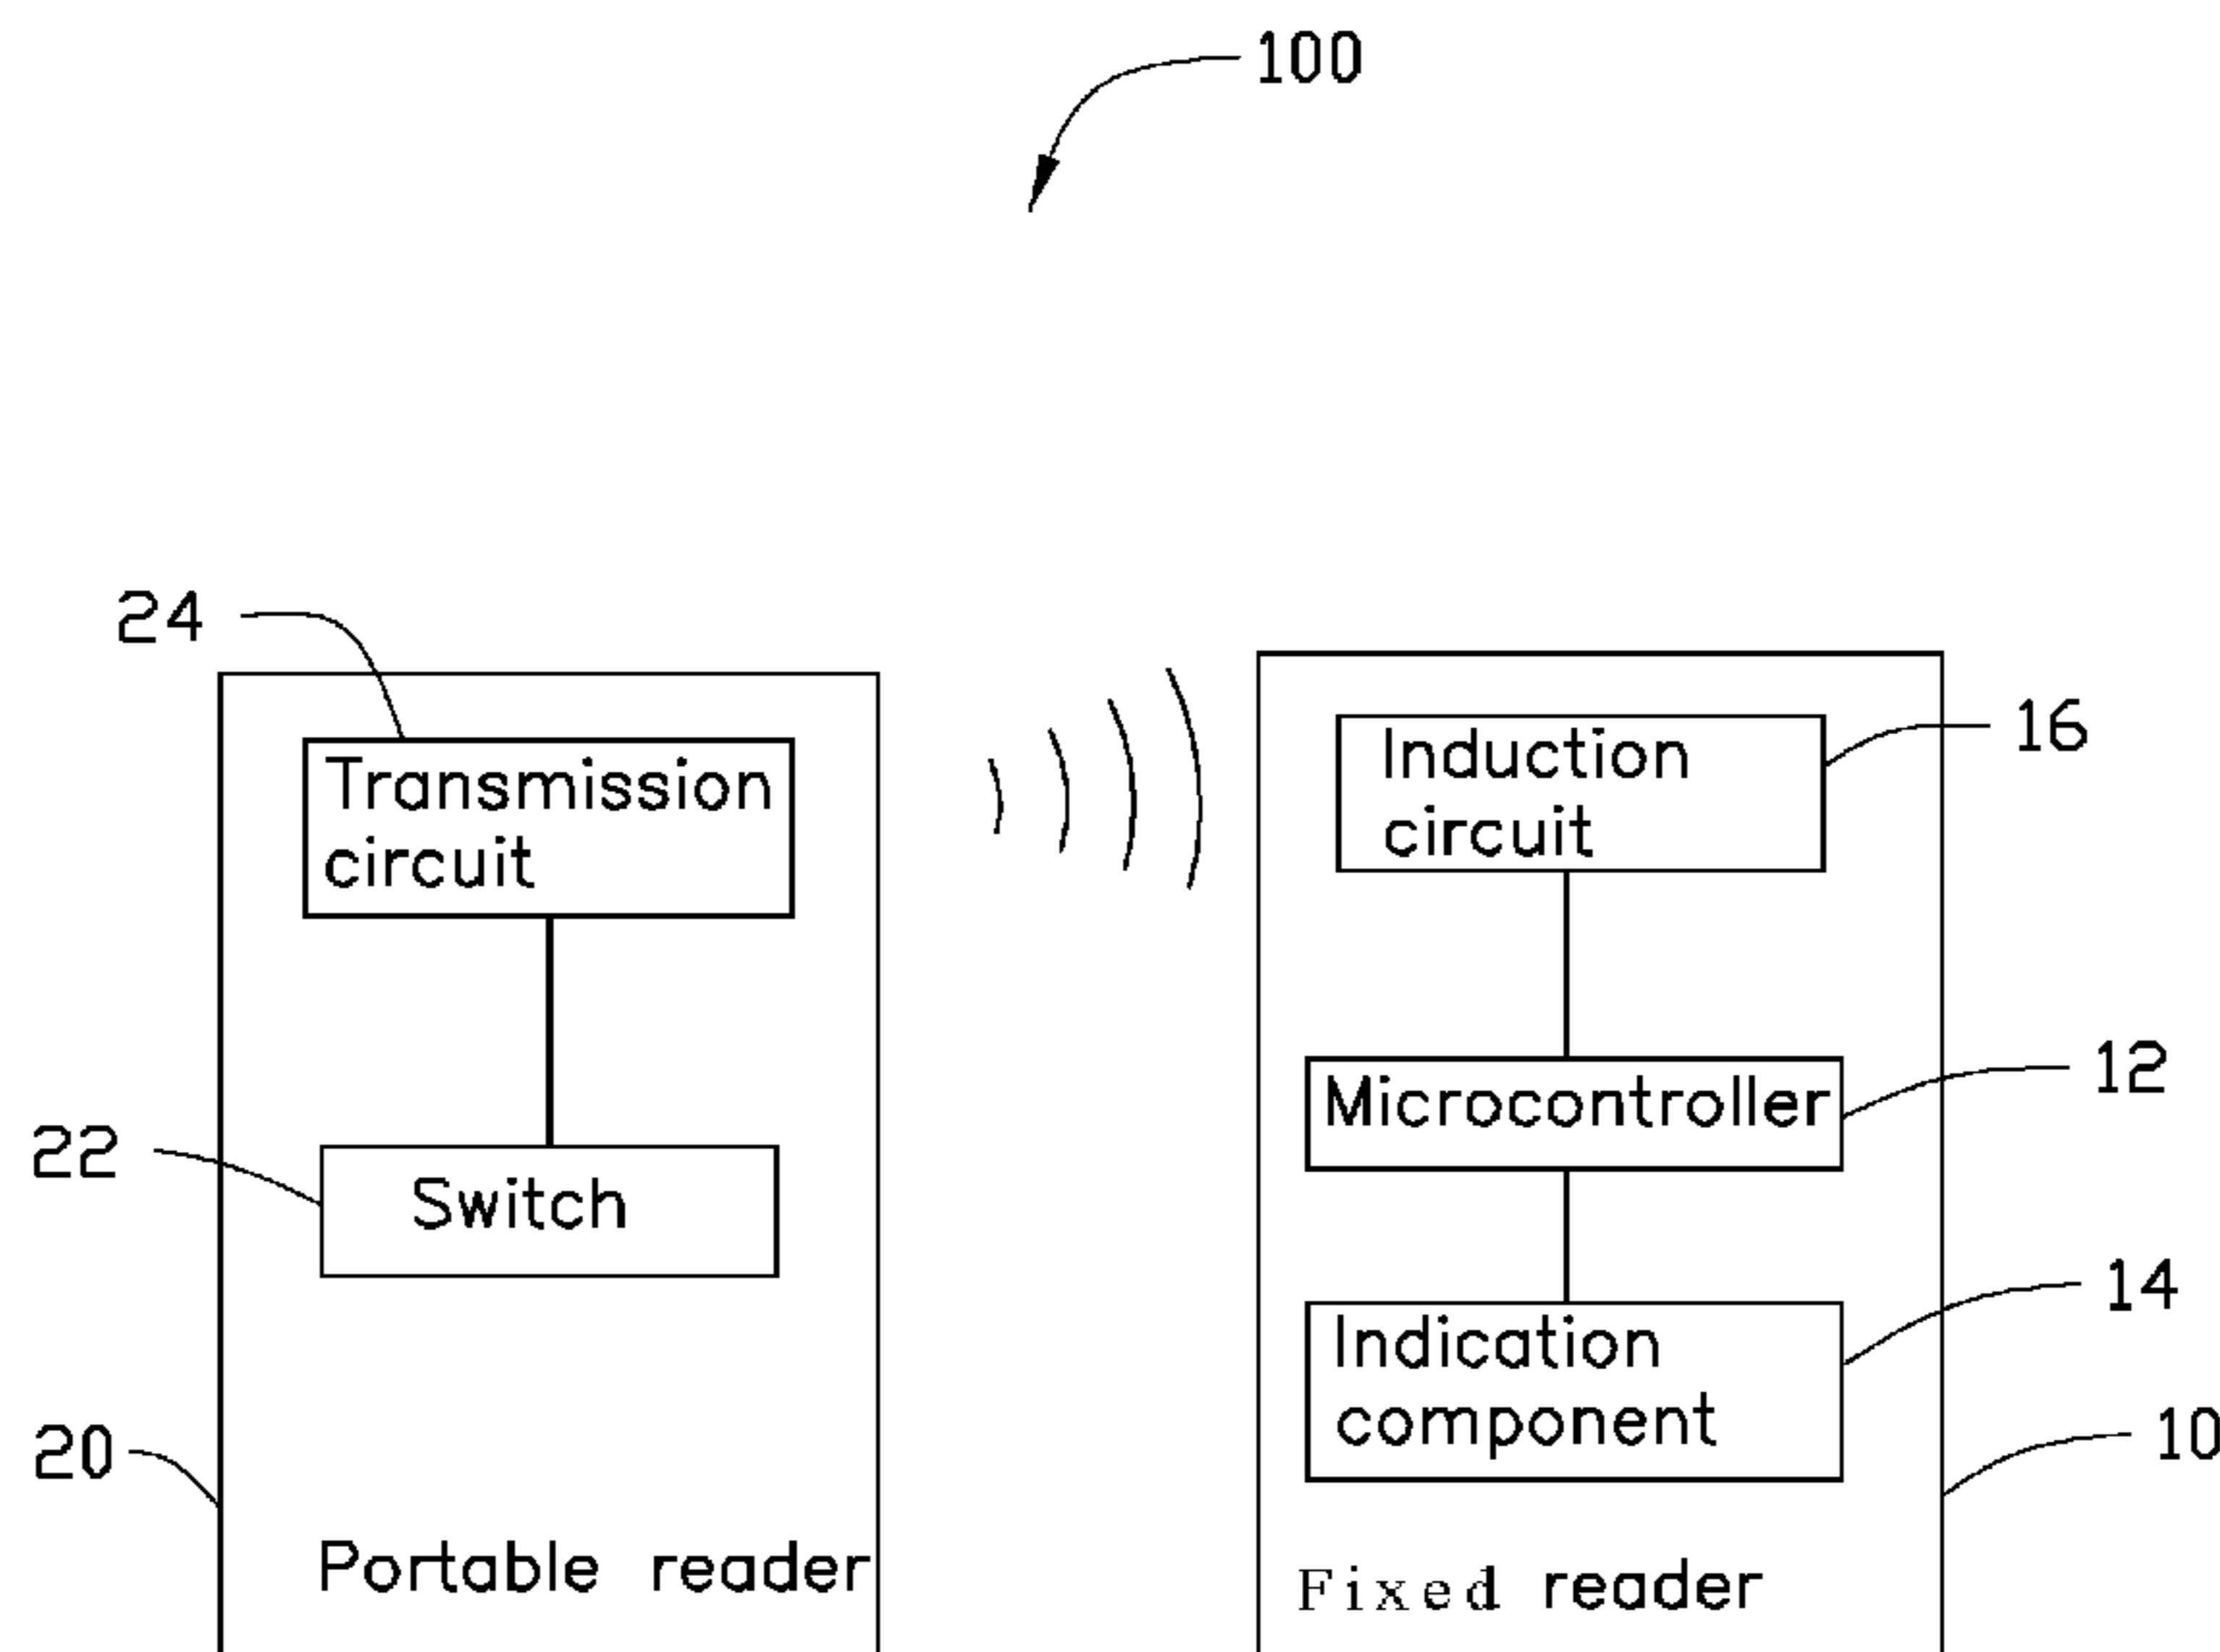 100
24
Transmission
circuit
22
Switch
20
Portable reader
Induction
circuit
16
Microcontroller
12
Indication
component
14
10
Fixed reader